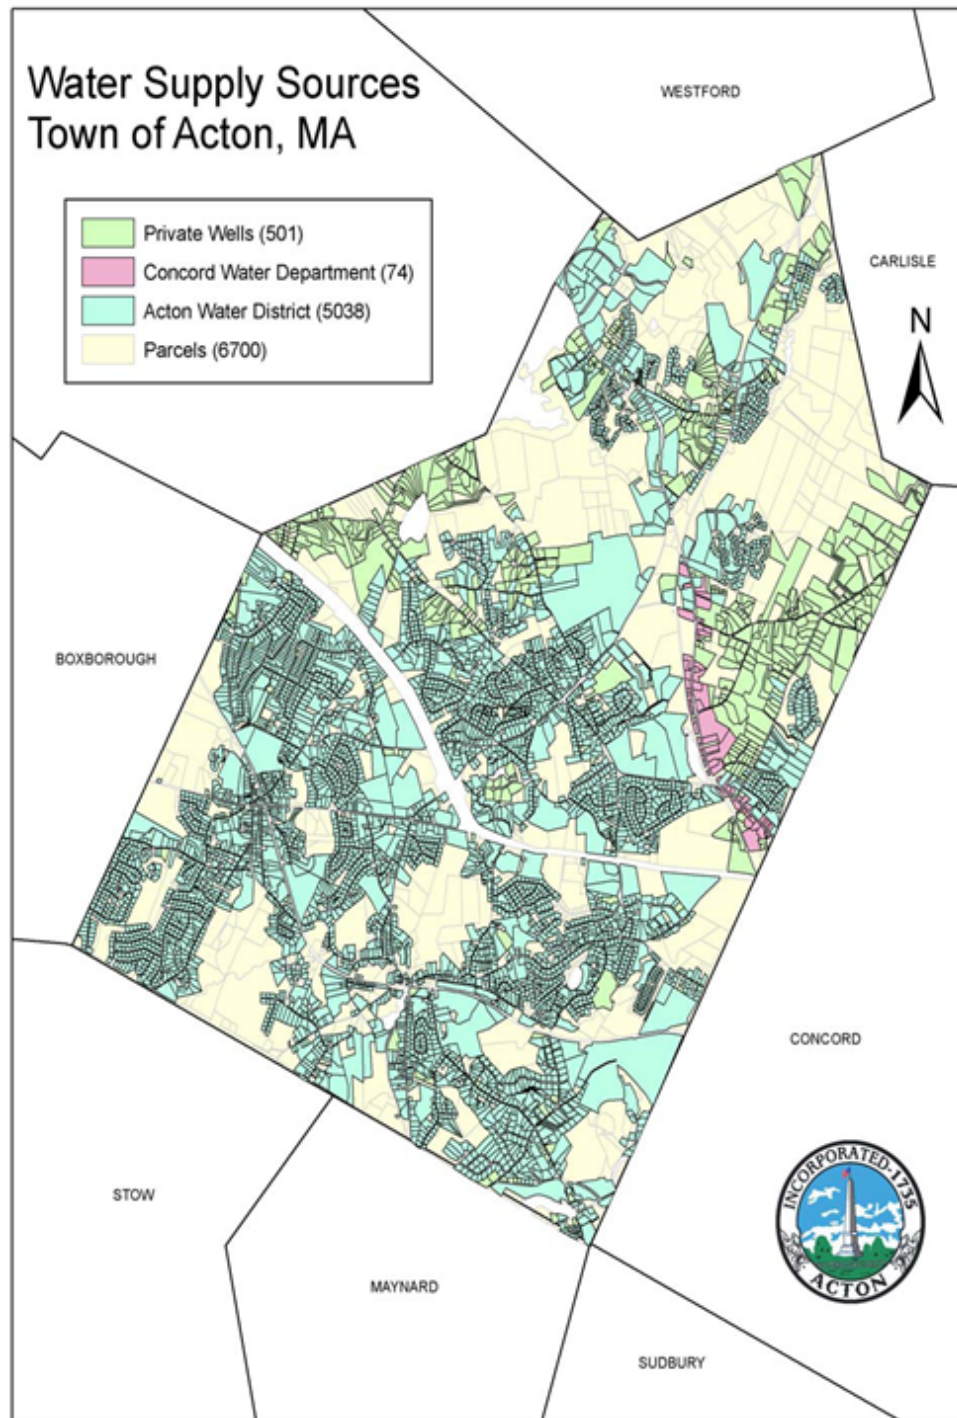 Water Supply Sources
Town of Acton, MA
Private Wells (501)
Concord Water Department (74)
Acton Water District (5038)
Parcels (6700)
WESTFORD
CARLISLE
N
BOXBOROUGH
CONCORD
STOW
MAYNARD
SUDBURY
INCORPORATED-1735
ACTON